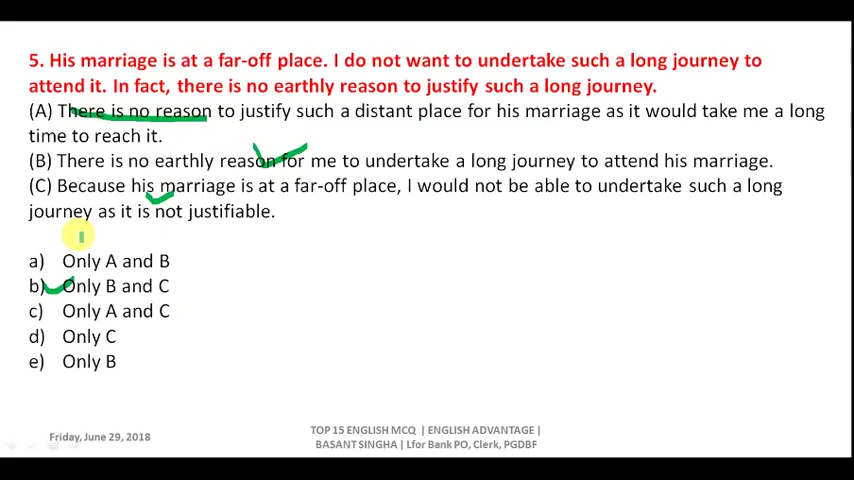 5. His marriage is at a far-off place. I do not want to undertake such a long journey to
attend it. In fact, there is no earthly reason to justify such a long journey.
(A) There is no reason to justify such a distant place for his marriage as it would take me a long
time to reach it.
(B) There is no earthly reason for me to undertake a long journey to attend his marriage.
(C) Because his marriage is at a far-off place, I would not be able to undertake such a long
journey as it is not justifiable.
a) Only A and B
b) Only B and C
c) Only A and C
d) Only C
e) Only B
Friday, June 29, 2018
TOP 15 ENGLISH MCQ | ENGLISH ADVANTAGE |
BASANT SINGHA | Lfor Bank PO, Clerk, PGDBF